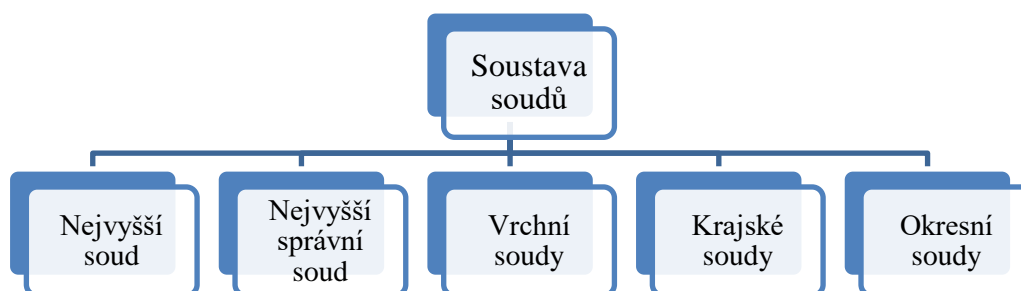 Soustava
soudů
Nejvyšší
soud
Nejvyšší
správní
soud
Vrchní
soudy
Krajské
soudy
Okresní
soudy